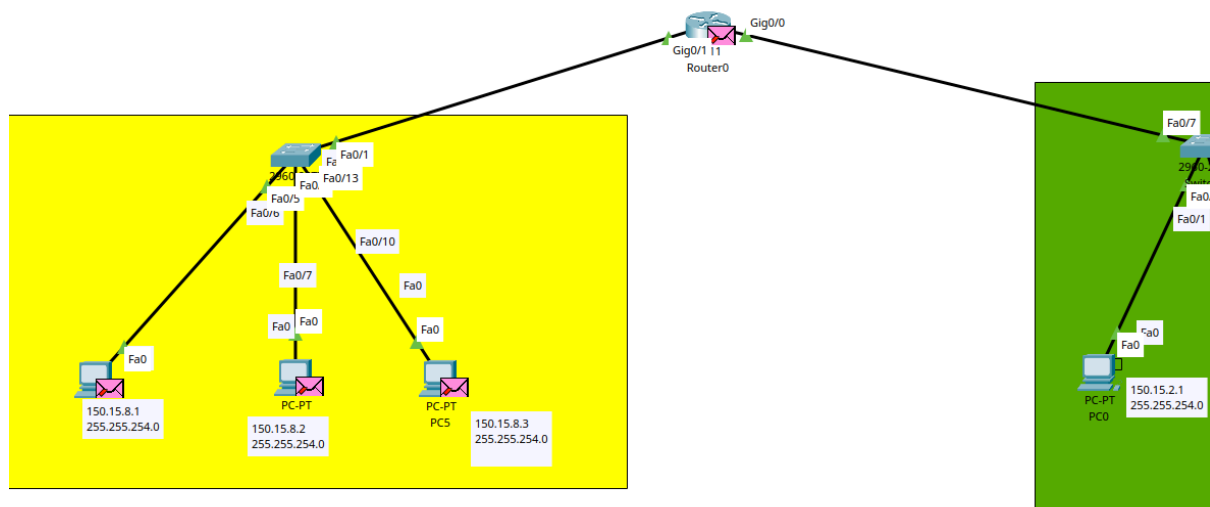 Gig0/0
Gig0/1
Router0
Fa0/7
Fa0/1
Fa0/13
2960
Fa0/5
Fa0/6
Fa0/1
Fa0/10
Fa0/7
Fa0
Fa0
Fa0
Fa0
Fa0
Fa0
Fa0
PC-PT
PC-PT
PC5
PC-PT
PC0
150.15.8.1
255.255.254.0
150.15.8.2
255.255.254.0
150.15.8.3
255.255.254.0
150.15.2.1
255.255.254.0